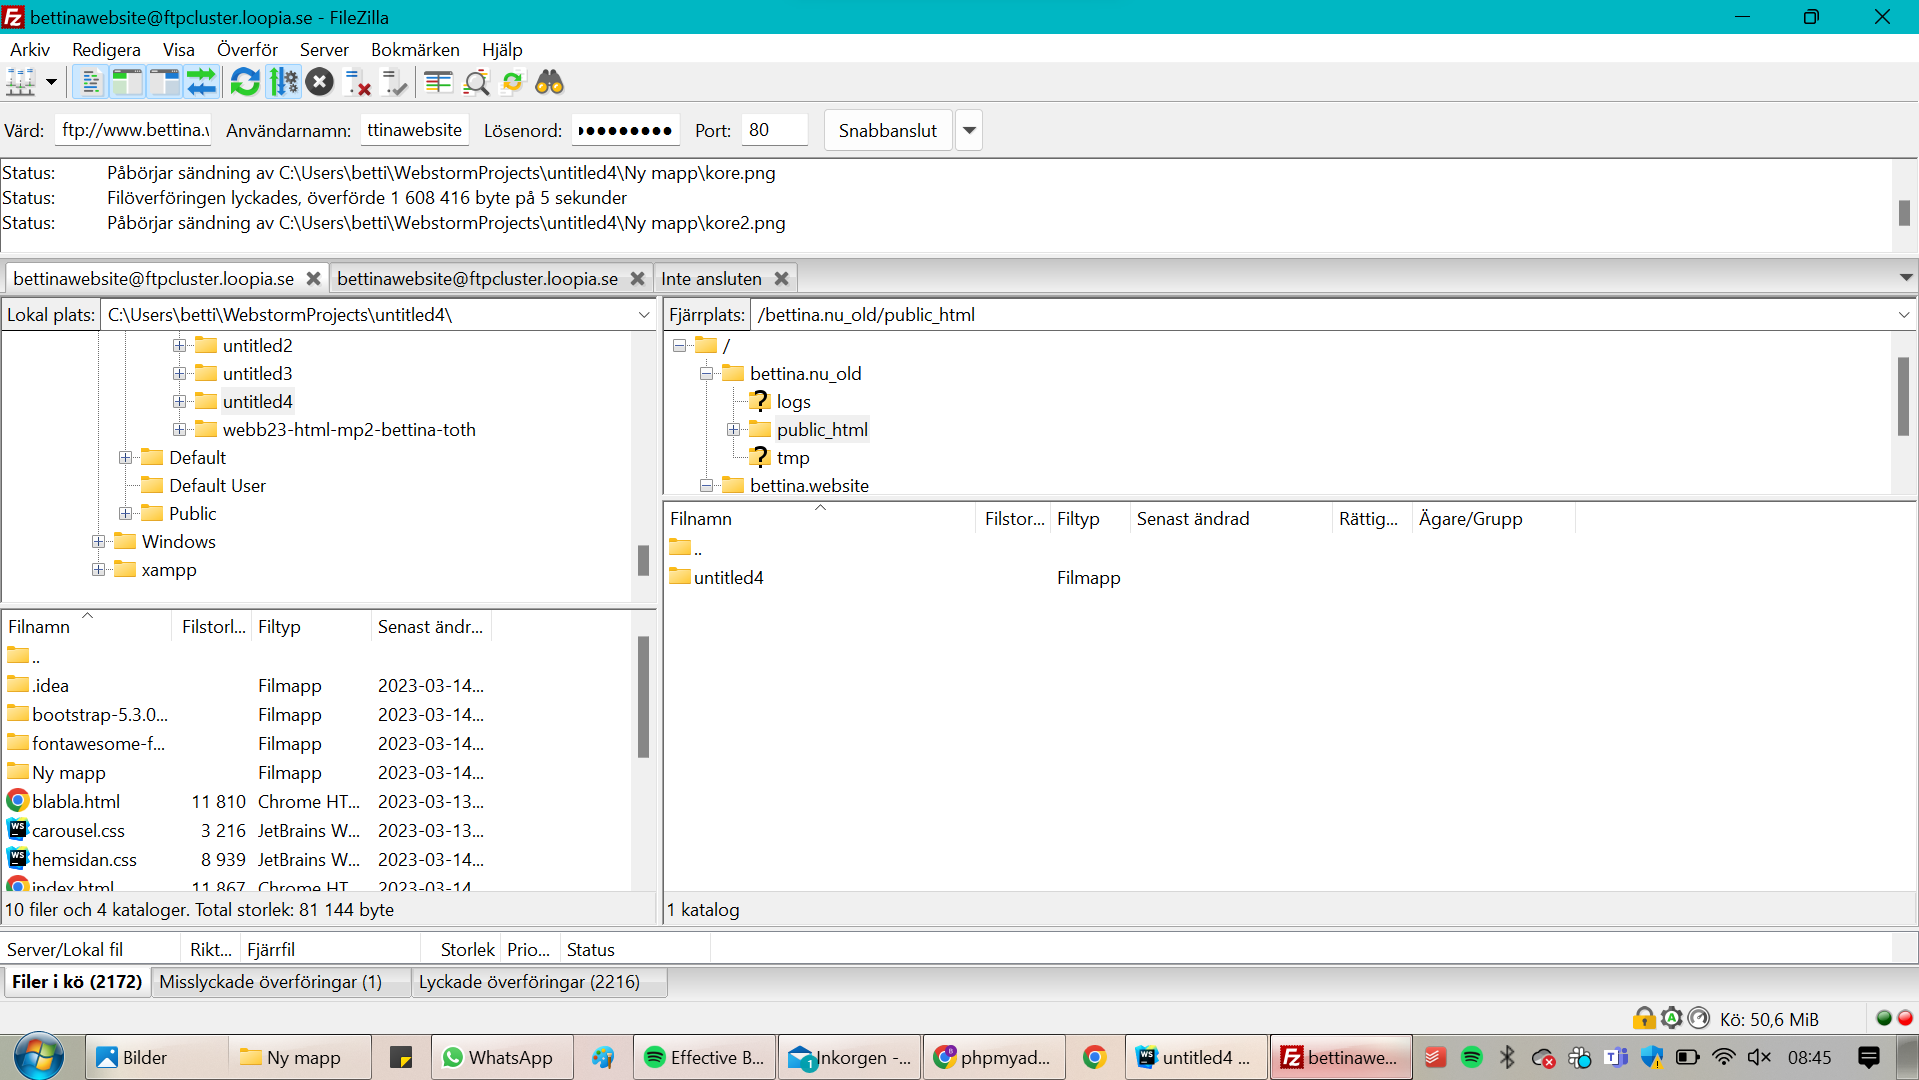 bettinawebsite@ftpcluster.loopia.se - FileZilla
Arkiv Redigera Visa Överför Server Bokmärken Hjälp
Värd: ftp://www.bettina.w Användarnamn: ttinawebsite Lösenord: ●●●●●●●●● Port: 80 Snabbanslut
Status: Påbörjar sändning av C:\Users\betti\WebstormProjects\untitled4\Ny mapp\kore.png
Status: Filöverföringen lyckades, överförde 1 608 416 byte på 5 sekunder
Status: Påbörjar sändning av C:\Users\betti\WebstormProjects\untitled4\Ny mapp\kore2.png
bettinawebsite@ftpcluster.loopia.se bettinawebsite@ftpcluster.loopia.se Inte ansluten
Lokal plats: C:\Users\betti\WebstormProjects\untitled4\
untitled2
untitled3
untitled4
webb23-html-mp2-bettina-toth
Default
Default User
Public
Windows
xampp
Filnamn Filstorl... Filtyp Senast ändr...
..
.idea Filmapp 2023-03-14...
bootstrap-5.3.0... Filmapp 2023-03-14...
fontawesome-f... Filmapp 2023-03-14...
Ny mapp Filmapp 2023-03-14...
blabla.html 11 810 Chrome HT... 2023-03-13...
carousel.css 3 216 JetBrains W... 2023-03-13...
hemsidan.css 8 939 JetBrains W... 2023-03-14...
index.html 11 867 Chrome HT... 2023-03-14...
10 filer och 4 kataloger. Total storlek: 81 144 byte
Fjärrplats: /bettina.nu_old/public_html
/
bettina.nu_old
logs
public_html
tmp
bettina.website
Filnamn Filstor... Filtyp Senast ändrad Rättig... Ägare/Grupp
..
untitled4 Filmapp
1 katalog
Server/Lokal fil Rikt... Fjärrfil Storlek Prio... Status
Filer i kö (2172) Misslyckade överföringar (1) Lyckade överföringar (2216)
Kö: 50,6 MiB
Bilder Ny mapp WhatsApp Effective B... Inkorgen -... phpmyad... untitled4 ... bettinawe... 08:45